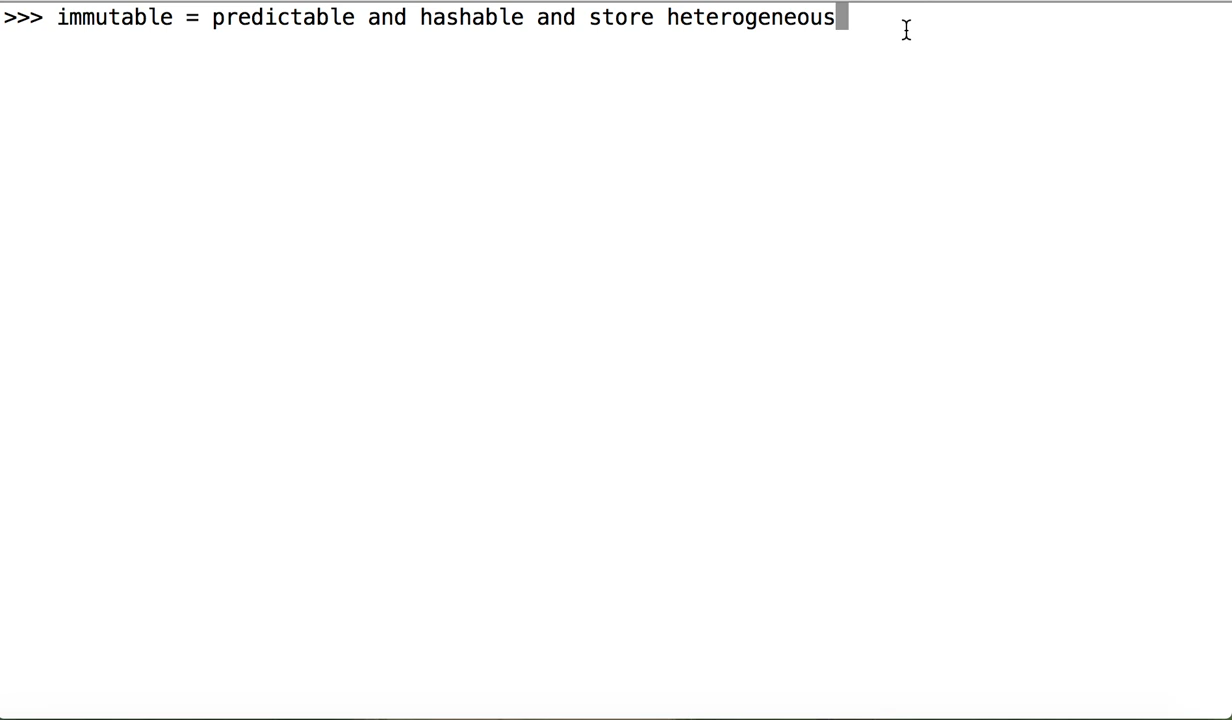 >>> immutable = predictable and hashable and store heterogeneous